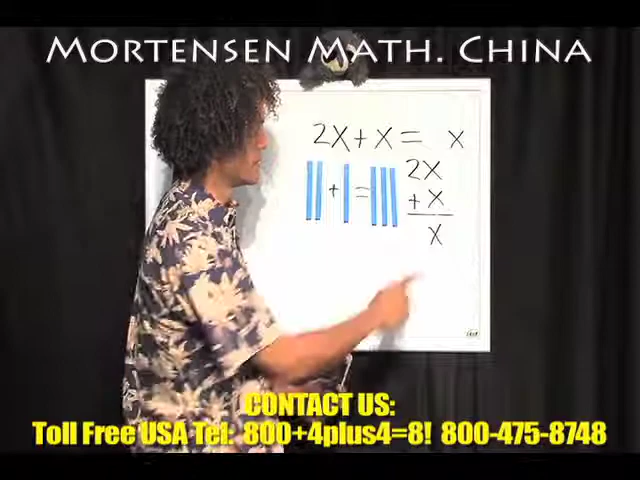 MORTENSEN MATH. CHINA
2X+X= X
2X
+ = + X
X
CONTACT US:
Toll Free USA Tel: 800+4plus4=8! 800-475-8748